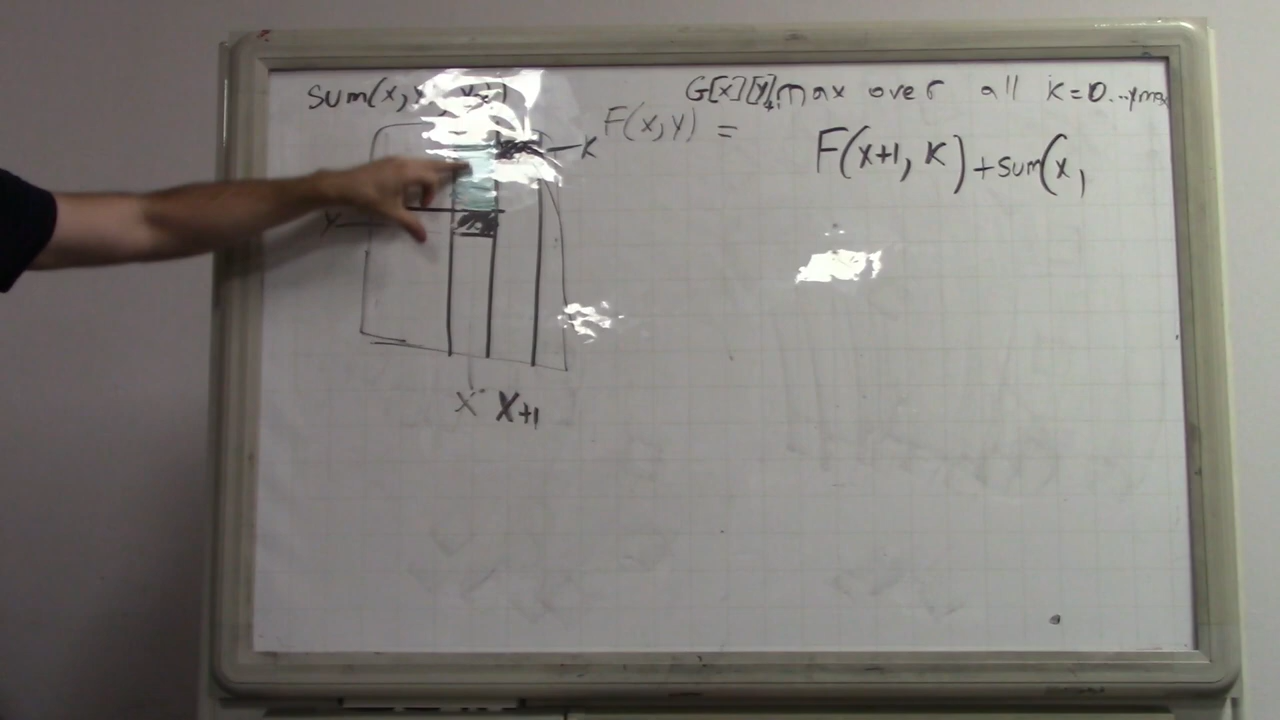 sum(x, y
G[x][y]+ max over all k=0...ymax
F(x,y) =
F(x+1, K) + sum(x,
K
Y
X X+1